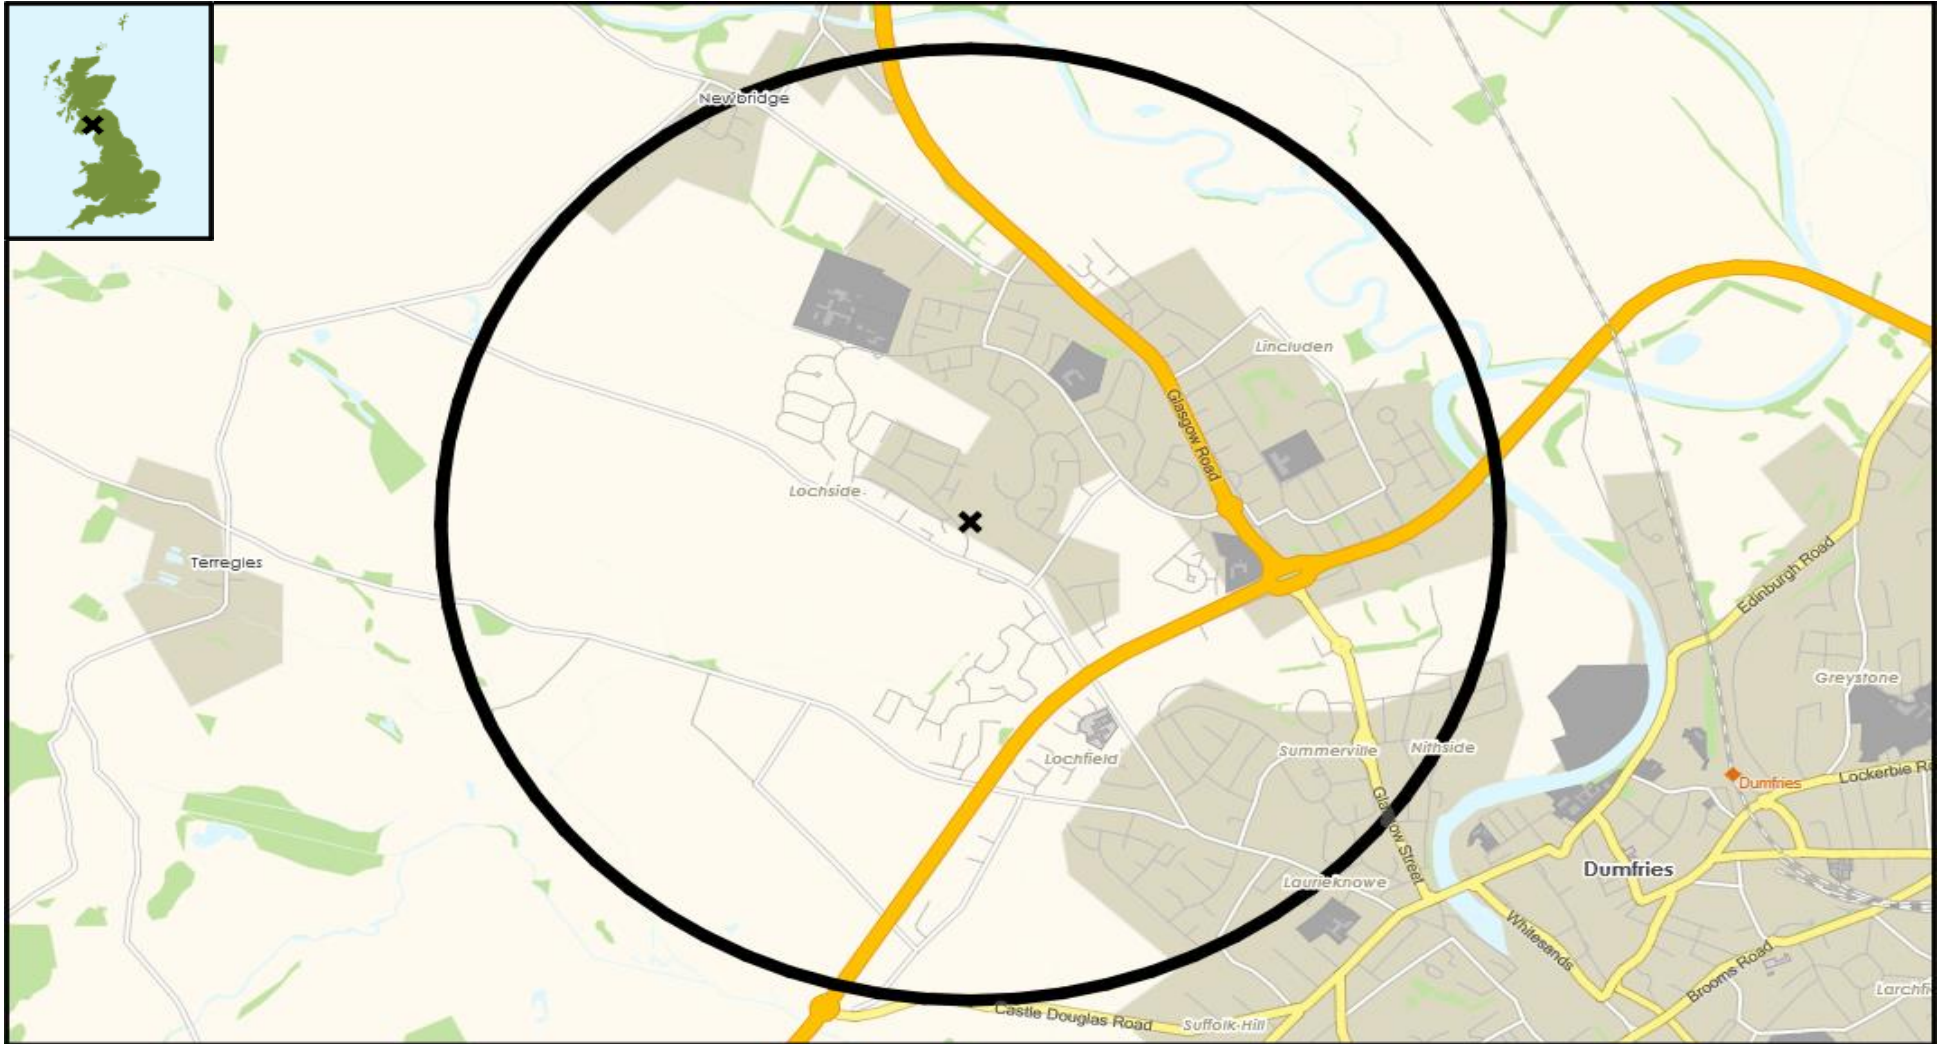 Newbridge
Lincluden
Glasgow Road
Lochside
Terregles
Edinburgh Road
Greystone
Summerville
Nithside
Lochfield
Dumfries
Lockerbie
Glasgow Street
Dumfries
Laurieknowe
Whitesands
Brooms Road
Castle Douglas Road
Suffolk Hill